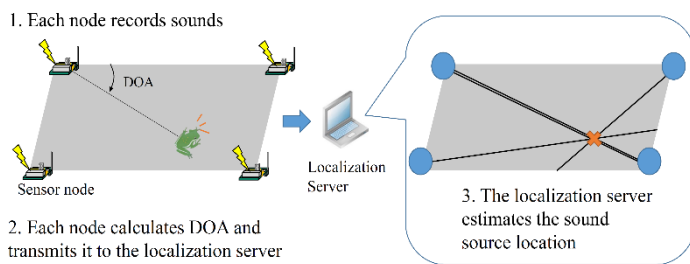 1. Each node records sounds
DOA
Sensor node
2. Each node calculates DOA and
transmits it to the localization server
Localization
Server
3. The localization server
estimates the sound
source location